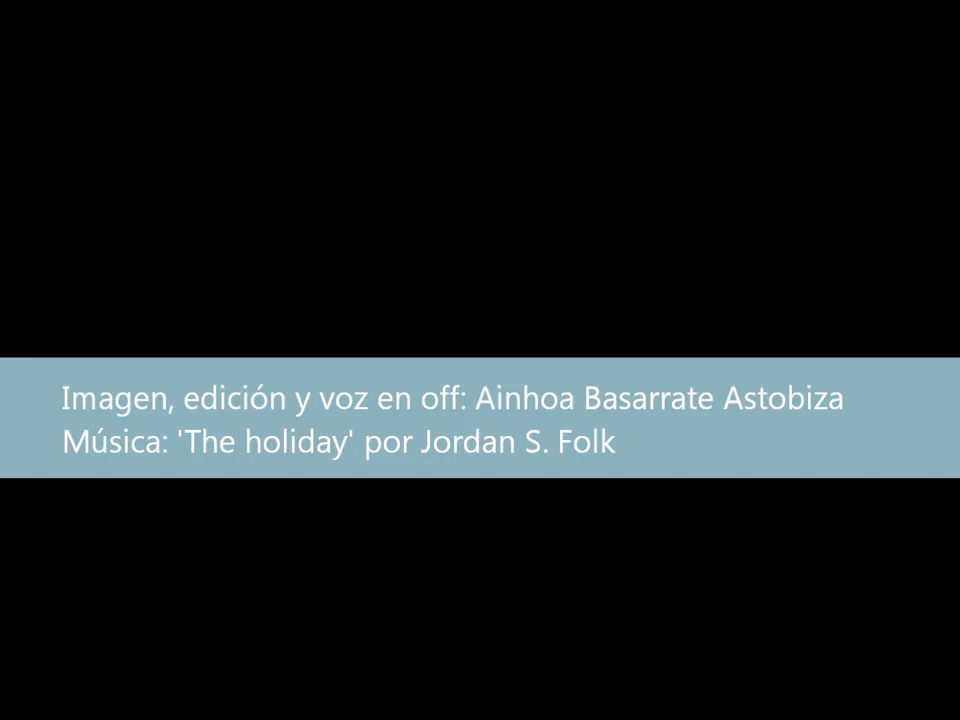 Imagen, edición y voz en off: Ainhoa Basarrate Astobiza
Música: 'The holiday' por Jordan S. Folk